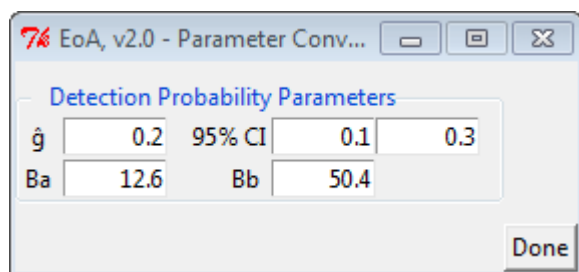 EoA, v2.0 - Parameter Conv...
Detection Probability Parameters
ĝ 0.2 95% CI 0.1 0.3
Ba 12.6 Bb 50.4
Done